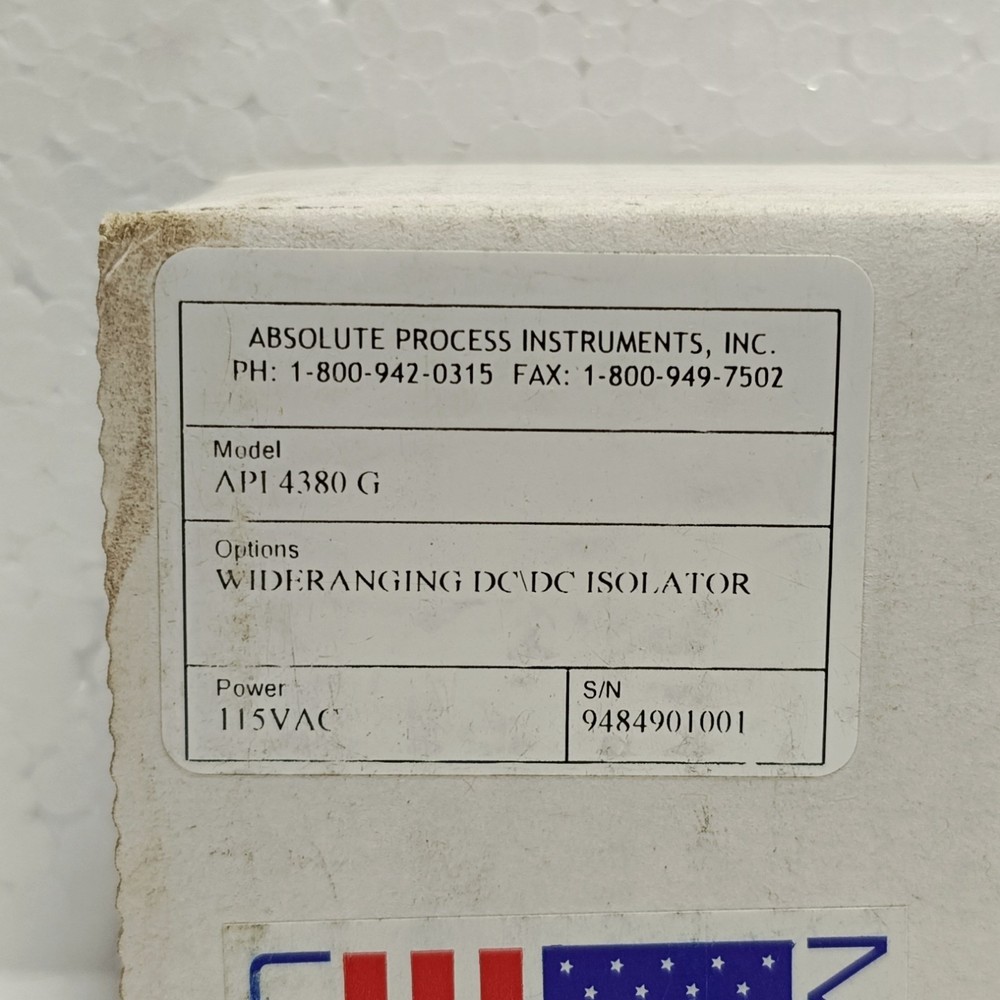 ABSOLUTE PROCESS INSTRUMENTS, INC.
PH: 1-800-942-0315 FAX: 1-800-949-7502
Model
API 4380 G
Options
WIDERANGING DC\DC ISOLATOR
Power
115VAC
S/N
9484901001